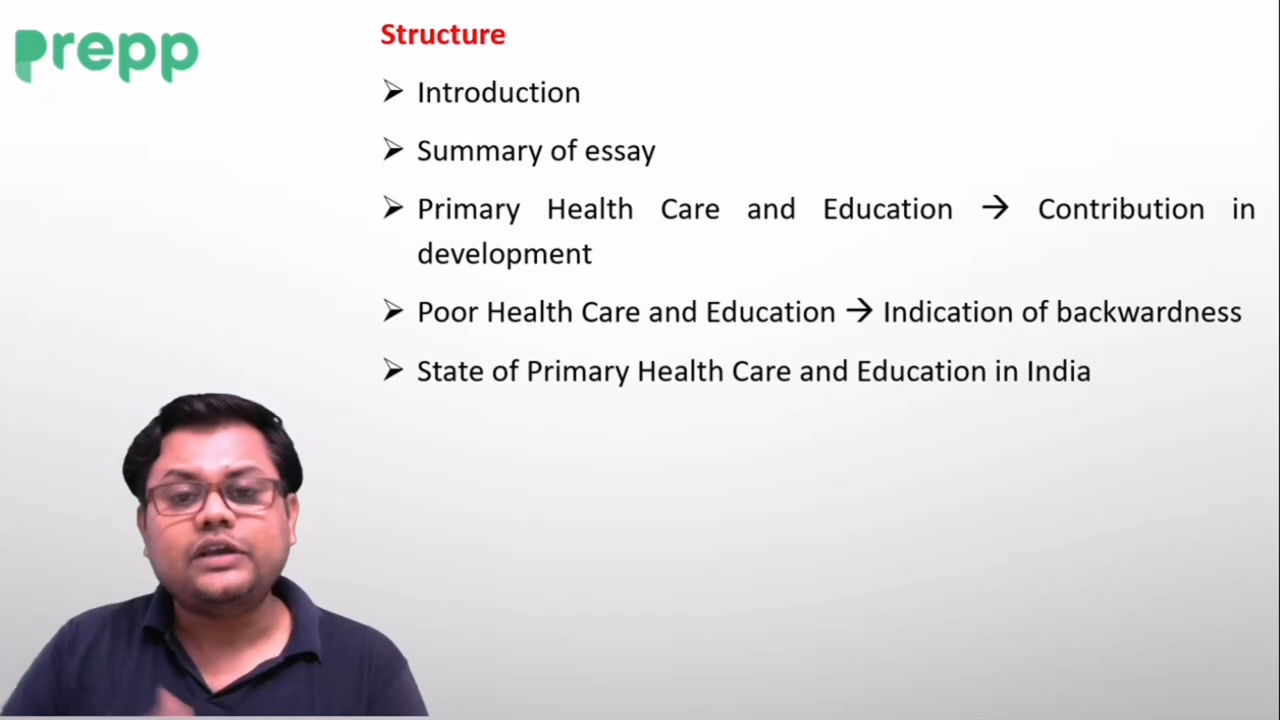 prepp
Structure
➢ Introduction
➢ Summary of essay
➢ Primary Health Care and Education → Contribution in
development
➢ Poor Health Care and Education → Indication of backwardness
➢ State of Primary Health Care and Education in India